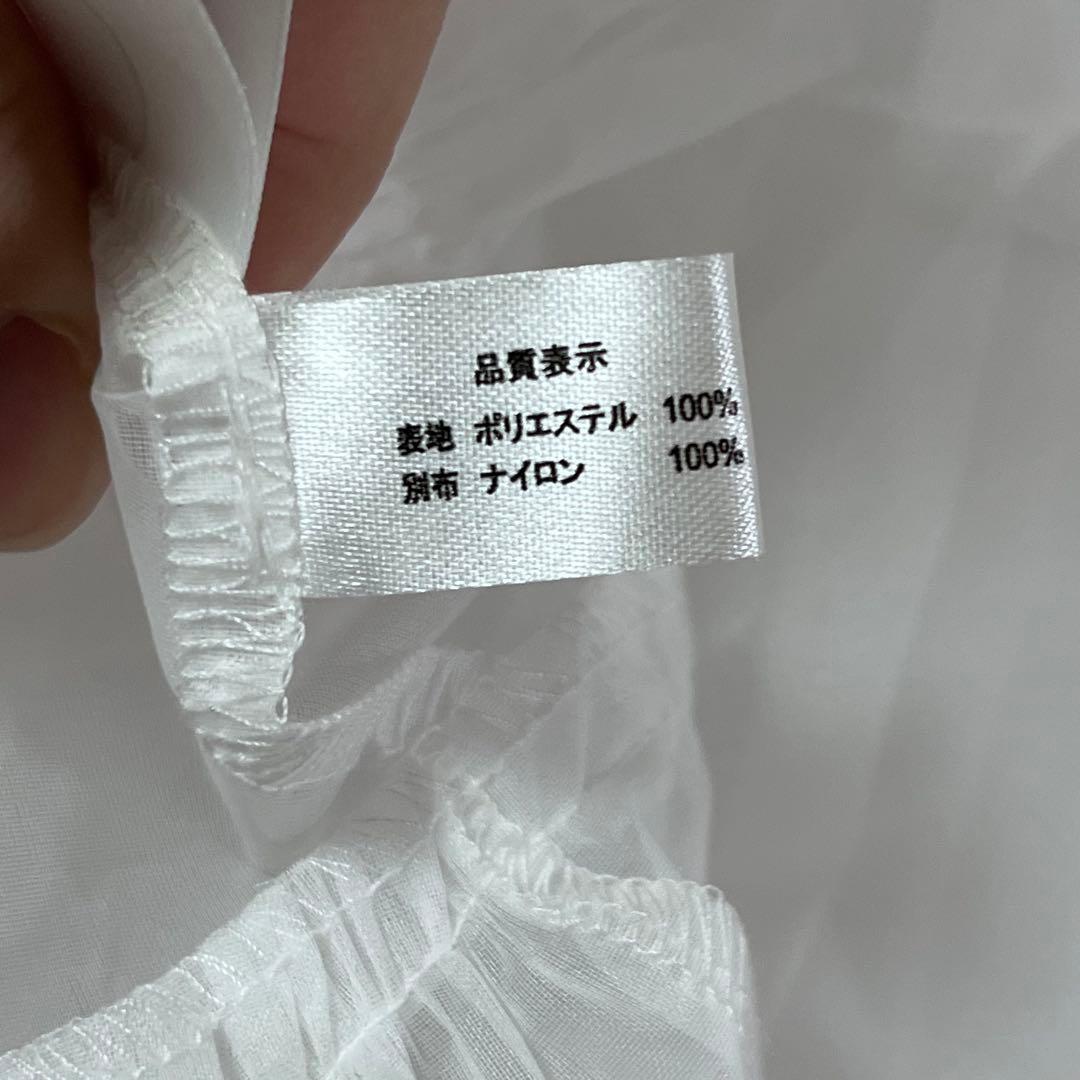 品質表示
表地 ポリエステル 100%
別布 ナイロン 100%